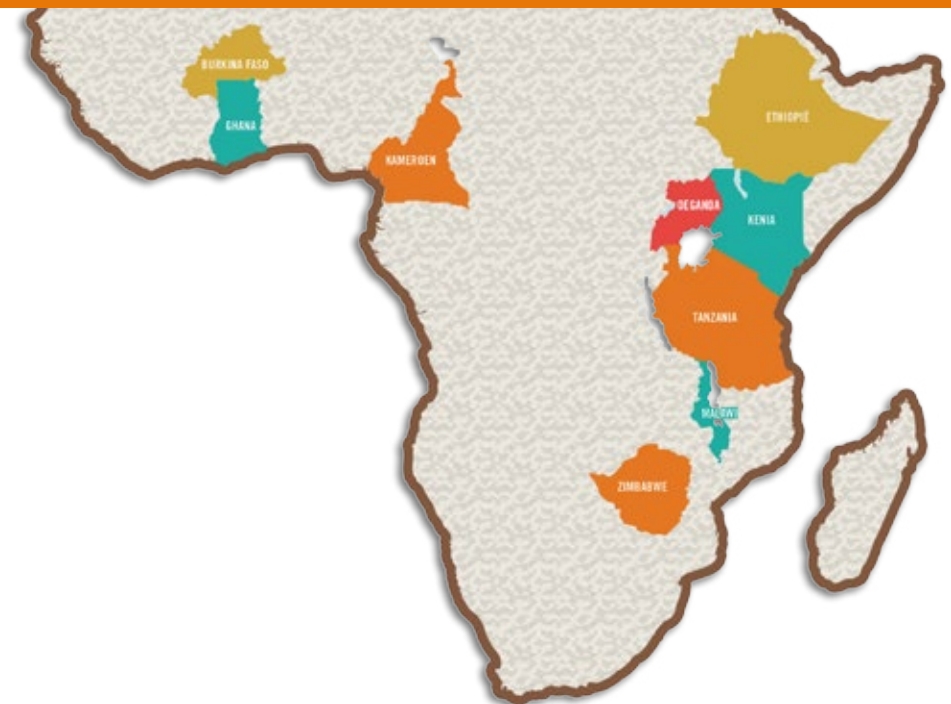 BURKINA FASO
GHANA
KAMEROEN
ETHIOPIË
OEGANDA
KENIA
TANZANIA
MALAWI
ZIMBABWE